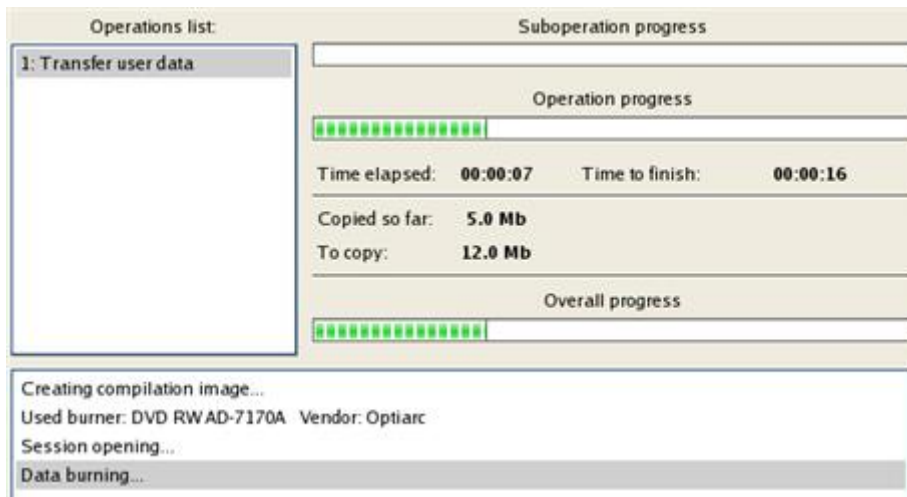 Operations list:
1: Transfer user data
Suboperation progress
Operation progress
Time elapsed: 00:00:07 Time to finish: 00:00:16
Copied so far: 5.0 Mb
To copy: 12.0 Mb
Overall progress
Creating compilation image...
Used burner: DVD RW AD-7170A Vendor: Optiarc
Session opening...
Data burning...